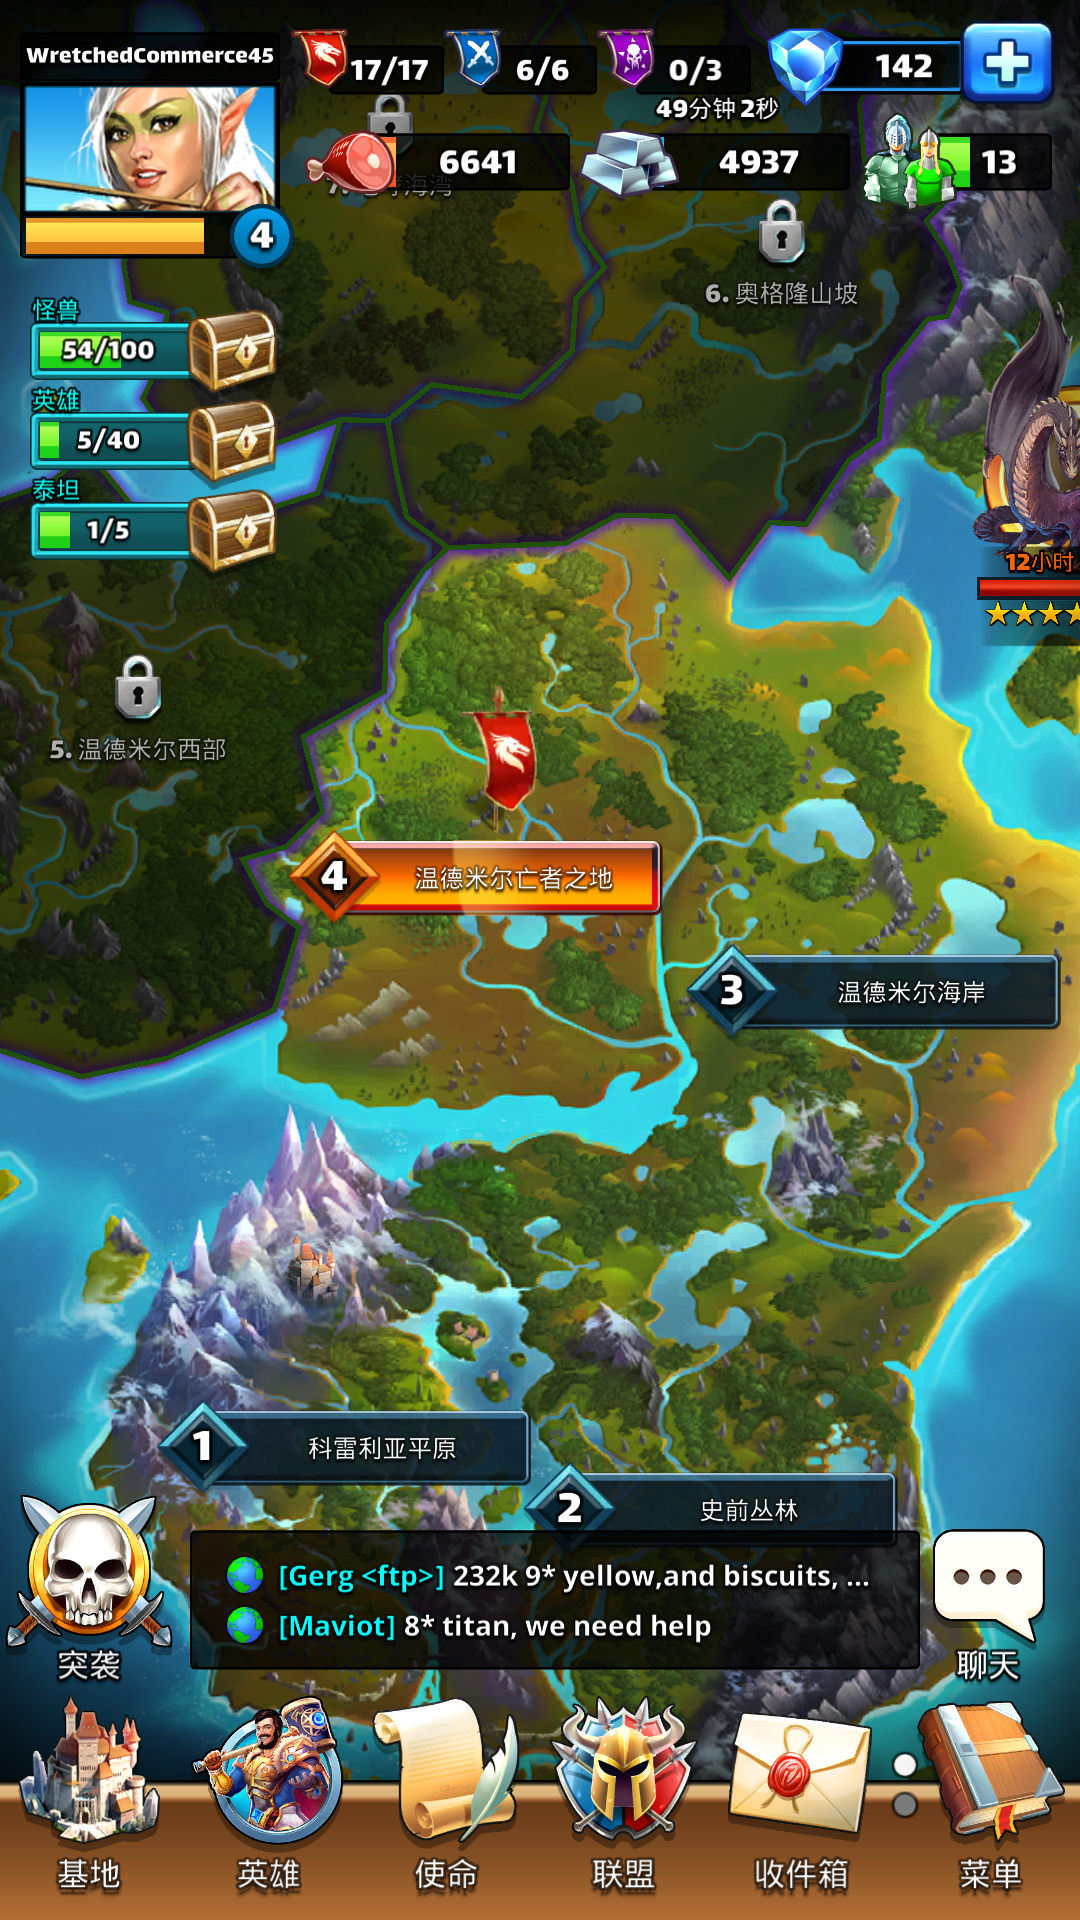 WretchedCommerce45
17/17
6/6
0/3
142
49分钟 2秒
6641
4937
13
4
怪兽
54/100
英雄
5/40
泰坦
1/5
6. 奥格隆山坡
12小时
5. 温德米尔西部
4 温德米尔亡者之地
3 温德米尔海岸
1 科雷利亚平原
2 史前丛林
[Gerg <ftp>] 232k 9* yellow,and biscuits, ...
[Maviot] 8* titan, we need help
突袭
聊天
基地
英雄
使命
联盟
收件箱
菜单